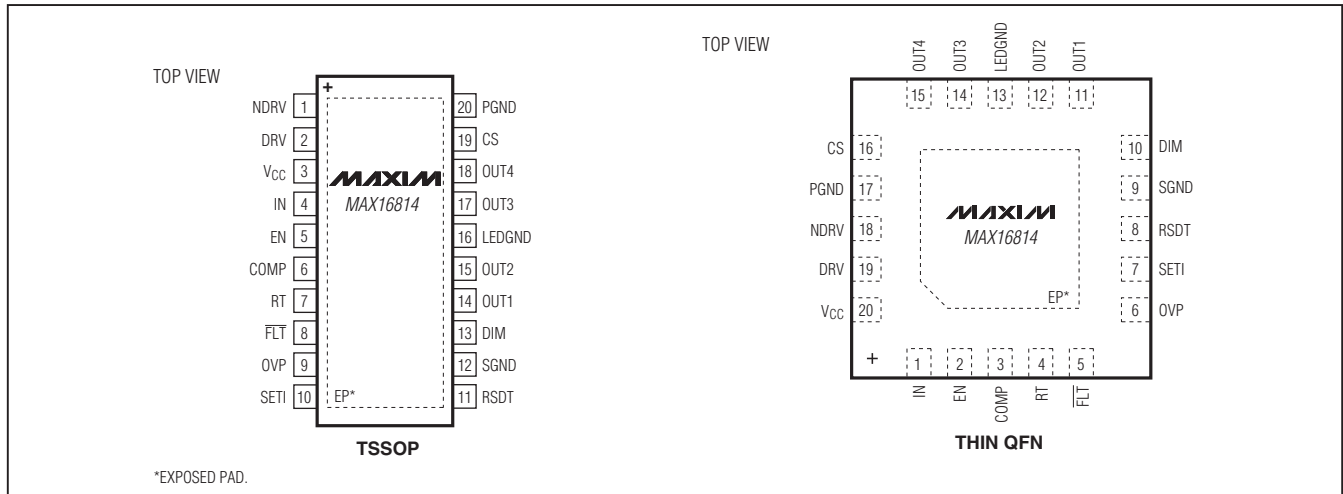 TOP VIEW
+
NDRV 1
DRV 2
VCC 3
IN 4
EN 5
COMP 6
RT 7
FLT 8
OVP 9
SETI 10
MAXIM
MAX16814
EP*
20 PGND
19 CS
18 OUT4
17 OUT3
16 LEDGND
15 OUT2
14 OUT1
13 DIM
12 SGND
11 RSDT
TSSOP
*EXPOSED PAD.
TOP VIEW
OUT4 OUT3 LEDGND OUT2 OUT1
15 14 13 12 11
CS 16
PGND 17
NDRV 18
DRV 19
VCC 20
MAXIM
MAX16814
EP*
10 DIM
9 SGND
8 RSDT
7 SETI
6 OVP
+ 1 2 3 4 5
IN EN COMP RT FLT
THIN QFN